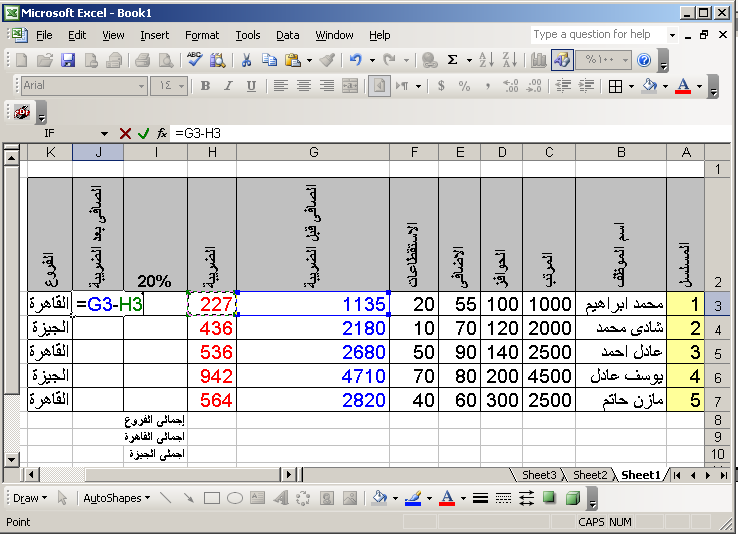 Microsoft Excel - Book1
File Edit View Insert Format Tools Data Window Help Type a question for help
Σ %١٠٠
Arial ١٤ B I U $ % ,
PDF
IF =G3-H3
K J I H G F E D C B A
1
الفروع الصافى بعد الضريبة 20% الضريبة الصافى قبل الضريبة الاستقطاعات الاضافى الحوافز المرتب اسم الموظف المسلسل 2
القاهرة =G3-H3 227 1135 20 55 100 1000 محمد ابراهيم 1 3
الجيزة 436 2180 10 70 120 2000 شادى محمد 2 4
القاهرة 536 2680 50 90 140 2500 عادل احمد 3 5
الجيزة 942 4710 70 80 200 4500 يوسف عادل 4 6
القاهرة 564 2820 40 60 300 2500 مازن حاتم 5 7
إجمالى الفروع 8
اجمالى القاهرة 9
اجملى الجيزة 10
Sheet3 Sheet2 Sheet1
Draw AutoShapes A
Point CAPS NUM